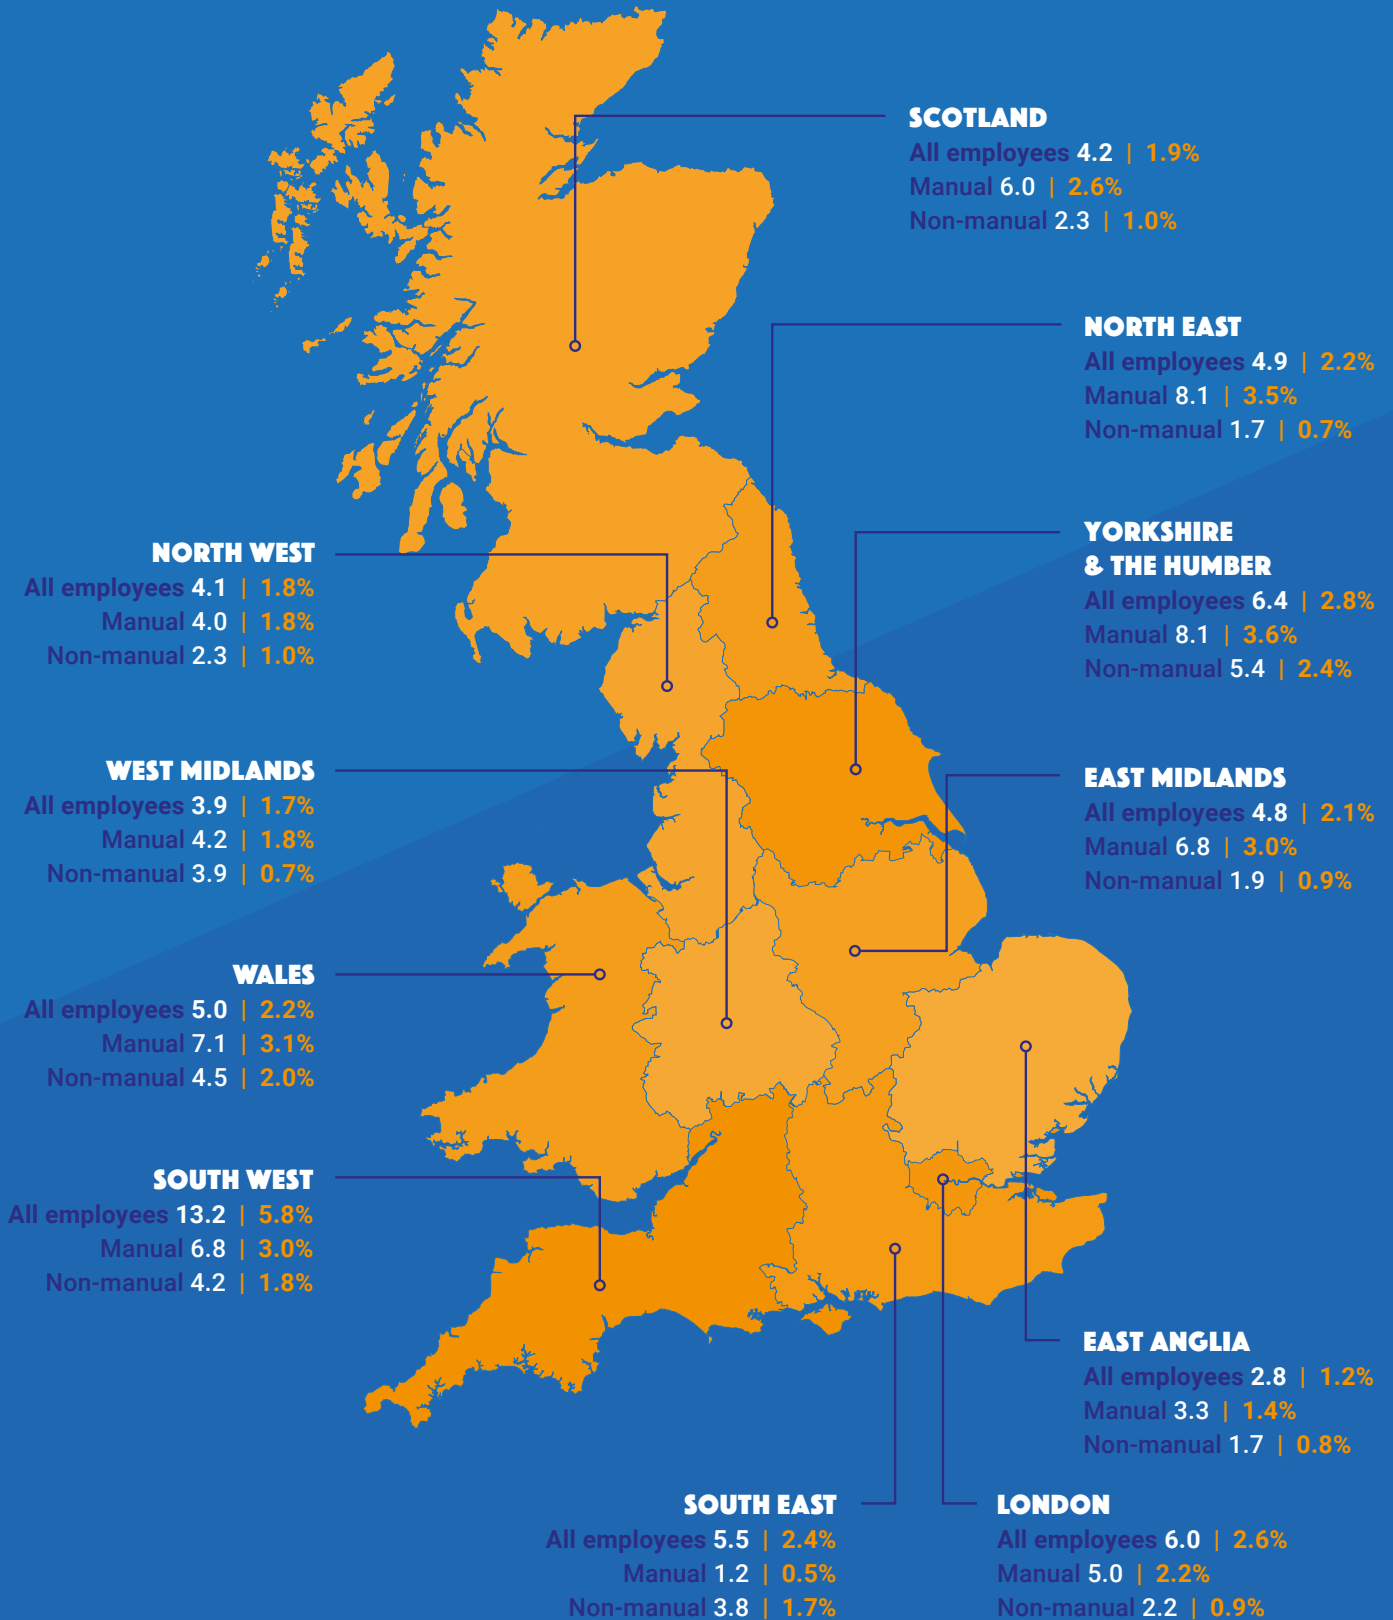 SCOTLAND
All employees 4.2 | 1.9%
Manual 6.0 | 2.6%
Non-manual 2.3 | 1.0%
NORTH EAST
All employees 4.9 | 2.2%
Manual 8.1 | 3.5%
Non-manual 1.7 | 0.7%
YORKSHIRE
& THE HUMBER
All employees 6.4 | 2.8%
Manual 8.1 | 3.6%
Non-manual 5.4 | 2.4%
NORTH WEST
All employees 4.1 | 1.8%
Manual 4.0 | 1.8%
Non-manual 2.3 | 1.0%
WEST MIDLANDS
All employees 3.9 | 1.7%
Manual 4.2 | 1.8%
Non-manual 3.9 | 0.7%
EAST MIDLANDS
All employees 4.8 | 2.1%
Manual 6.8 | 3.0%
Non-manual 1.9 | 0.9%
WALES
All employees 5.0 | 2.2%
Manual 7.1 | 3.1%
Non-manual 4.5 | 2.0%
SOUTH WEST
All employees 13.2 | 5.8%
Manual 6.8 | 3.0%
Non-manual 4.2 | 1.8%
EAST ANGLIA
All employees 2.8 | 1.2%
Manual 3.3 | 1.4%
Non-manual 1.7 | 0.8%
SOUTH EAST
All employees 5.5 | 2.4%
Manual 1.2 | 0.5%
Non-manual 3.8 | 1.7%
LONDON
All employees 6.0 | 2.6%
Manual 5.0 | 2.2%
Non-manual 2.2 | 0.9%